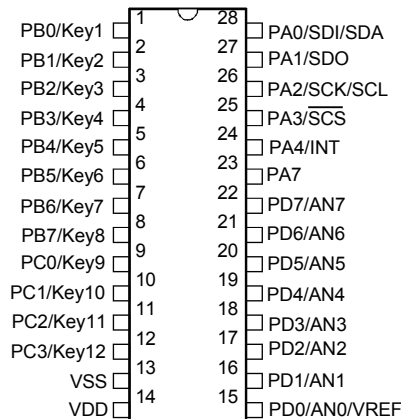 PB0/Key1 1 28 PA0/SDI/SDA
PB1/Key2 2 27 PA1/SDO
PB2/Key3 3 26 PA2/SCK/SCL
PB3/Key4 4 25 PA3/SCS
PB4/Key5 5 24 PA4/INT
PB5/Key6 6 23 PA7
PB6/Key7 7 22 PD7/AN7
PB7/Key8 8 21 PD6/AN6
PC0/Key9 9 20 PD5/AN5
PC1/Key10 10 19 PD4/AN4
PC2/Key11 11 18 PD3/AN3
PC3/Key12 12 17 PD2/AN2
VSS 13 16 PD1/AN1
VDD 14 15 PD0/AN0/VREF